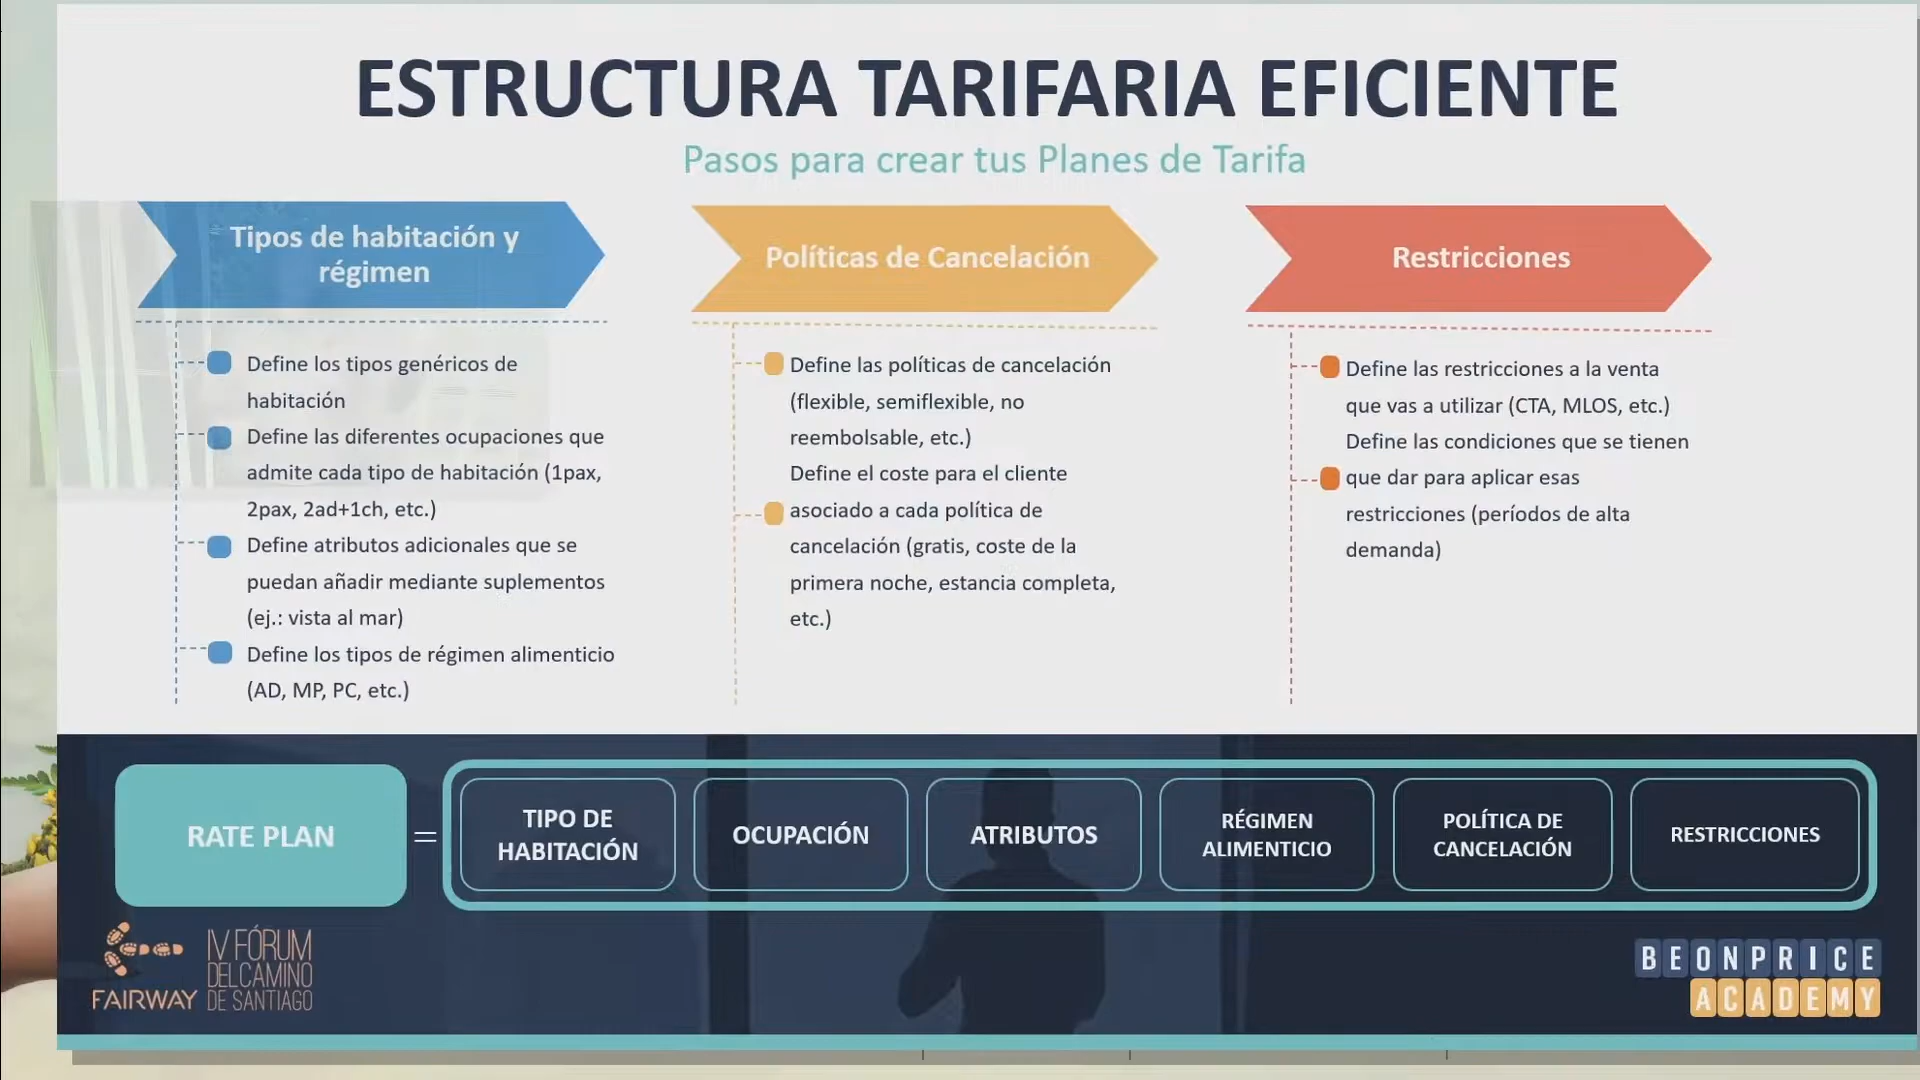 ESTRUCTURA TARIFARIA EFICIENTE
Pasos para crear tus Planes de Tarifa
Tipos de habitación y
régimen
Define los tipos genéricos de
habitación
Define las diferentes ocupaciones que
admite cada tipo de habitación (1pax,
2pax, 2ad+1ch, etc.)
Define atributos adicionales que se
puedan añadir mediante suplementos
(ej.: vista al mar)
Define los tipos de régimen alimenticio
(AD, MP, PC, etc.)
Políticas de Cancelación
Define las políticas de cancelación
(flexible, semiflexible, no
reembolsable, etc.)
Define el coste para el cliente
asociado a cada política de
cancelación (gratis, coste de la
primera noche, estancia completa,
etc.)
Restricciones
Define las restricciones a la venta
que vas a utilizar (CTA, MLOS, etc.)
Define las condiciones que se tienen
que dar para aplicar esas
restricciones (períodos de alta
demanda)
RATE PLAN
=
TIPO DE
HABITACIÓN
OCUPACIÓN
ATRIBUTOS
RÉGIMEN
ALIMENTICIO
POLÍTICA DE
CANCELACIÓN
RESTRICCIONES
FAIRWAY
IV FÓRUM
DEL CAMINO
DE SANTIAGO
BEONPRICE
ACADEMY